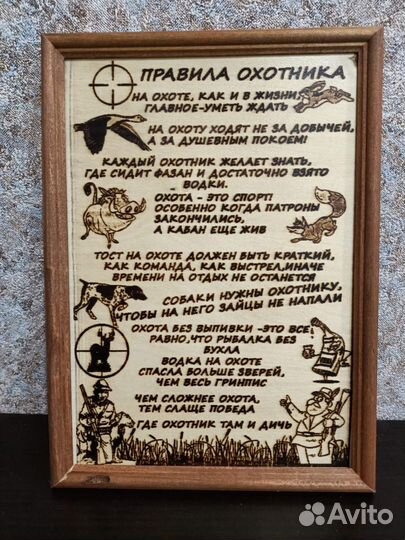 ПРАВИЛА ОХОТНИКА
НА ОХОТЕ, КАК И В ЖИЗНИ,
ГЛАВНОЕ-УМЕТЬ ЖДАТЬ
НА ОХОТУ ХОДЯТ НЕ ЗА ДОБЫЧЕЙ,
А ЗА ДУШЕВНЫМ ПОКОЕМ!
КАЖДЫЙ ОХОТНИК ЖЕЛАЕТ ЗНАТЬ,
ГДЕ СИДИТ ФАЗАН И ДОСТАТОЧНО ВЗЯТО
ВОДКИ.
ОХОТА - ЭТО СПОРТ!
ОСОБЕННО КОГДА ПАТРОНЫ
ЗАКОНЧИЛИСЬ,
А КАБАН ЕЩЕ ЖИВ
ТОСТ НА ОХОТЕ ДОЛЖЕН БЫТЬ КРАТКИЙ,
КАК КОМАНДА, КАК ВЫСТРЕЛ,ИНАЧЕ
ВРЕМЕНИ НА ОТДЫХ НЕ ОСТАНЕТСЯ
СОБАКИ НУЖНЫ ОХОТНИКУ,
ЧТОБЫ НА НЕГО ЗАЙЦЫ НЕ НАПАЛИ
ОХОТА БЕЗ ВЫПИВКИ -ЭТО ВСЕ
РАВНО,ЧТО РЫБАЛКА БЕЗ
БУХЛА
ВОДКА НА ОХОТЕ
СПАСЛА БОЛЬШЕ ЗВЕРЕЙ,
ЧЕМ ВЕСЬ ГРИНПИС
ЧЕМ СЛОЖНЕЕ ОХОТА,
ТЕМ СЛАЩЕ ПОБЕДА
ГДЕ ОХОТНИК ТАМ И ДИЧЬ
Avito